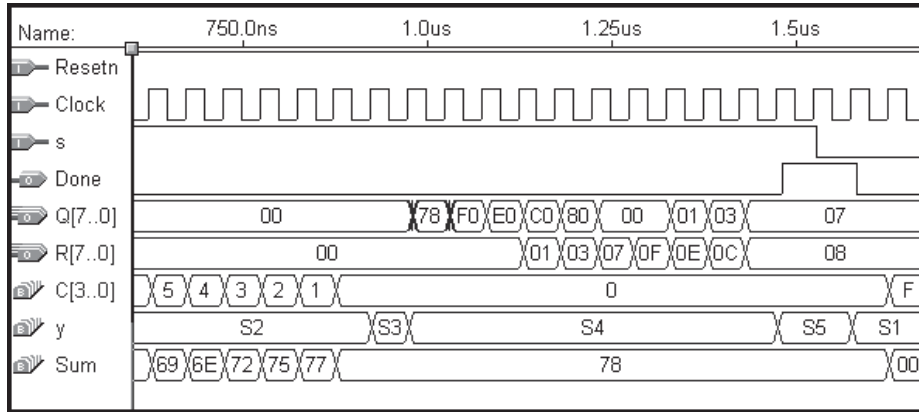 Name: 750.0ns 1.0us 1.25us 1.5us
Resetn
Clock
s
Done
Q[7..0] 00 78 F0 E0 C0 80 00 01 03 07
R[7..0] 00 01 03 07 0F 0E 0C 08
C[3..0] 5 4 3 2 1 0 F
y S2 S3 S4 S5 S1
Sum 69 6E 72 75 77 78 00